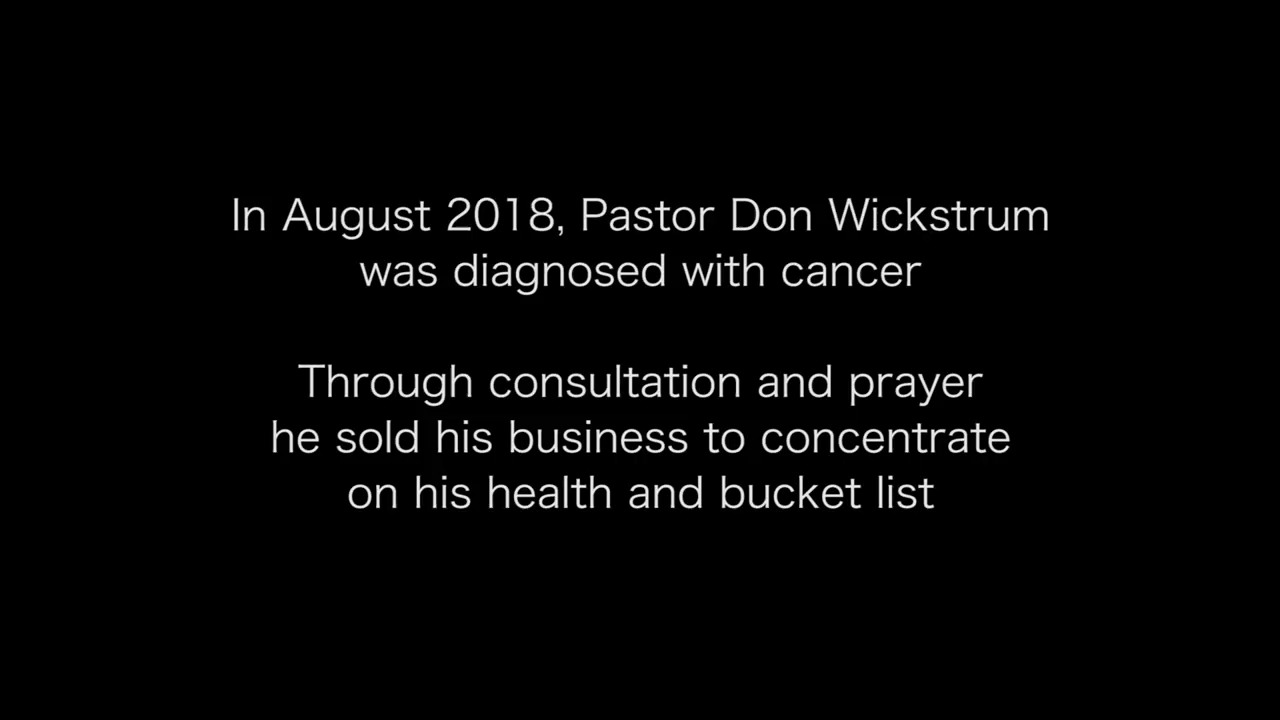 In August 2018, Pastor Don Wickstrum
was diagnosed with cancer
Through consultation and prayer
he sold his business to concentrate
on his health and bucket list